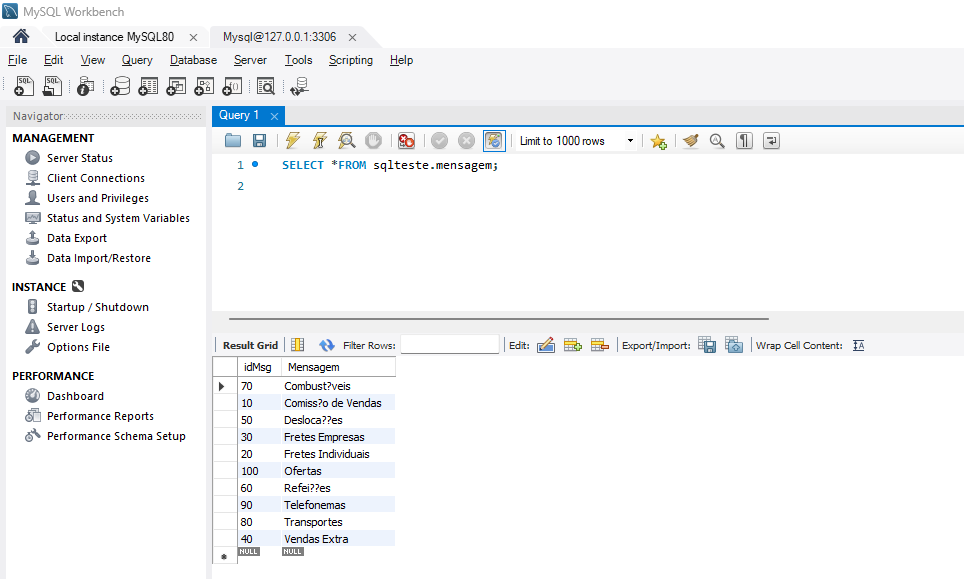 MySQL Workbench
Local instance MySQL80 × Mysql@127.0.0.1:3306 ×
File Edit View Query Database Server Tools Scripting Help
Navigator
MANAGEMENT
Server Status
Client Connections
Users and Privileges
Status and System Variables
Data Export
Data Import/Restore
INSTANCE
Startup / Shutdown
Server Logs
Options File
PERFORMANCE
Dashboard
Performance Reports
Performance Schema Setup
Query 1 ×
Limit to 1000 rows
1 SELECT *FROM sqlteste.mensagem;
2
Result Grid Filter Rows: Edit: Export/Import: Wrap Cell Content:
idMsg Mensagem
70 Combust?veis
10 Comiss?o de Vendas
50 Desloca??es
30 Fretes Empresas
20 Fretes Individuais
100 Ofertas
60 Refei??es
90 Telefonemas
80 Transportes
40 Vendas Extra
NULL NULL